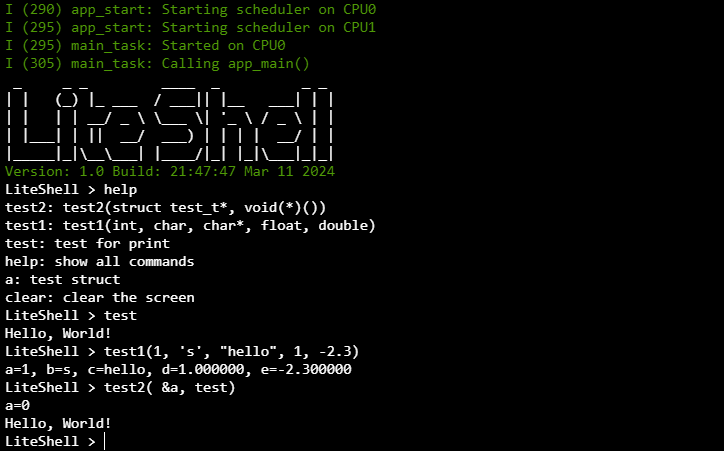 I (290) app_start: Starting scheduler on CPU0
I (295) app_start: Starting scheduler on CPU1
I (295) main_task: Started on CPU0
I (305) main_task: Calling app_main()
LiteShell
Version: 1.0 Build: 21:47:47 Mar 11 2024
LiteShell > help
test2: test2(struct test_t*, void(*)())
test1: test1(int, char, char*, float, double)
test: test for print
help: show all commands
a: test struct
clear: clear the screen
LiteShell > test
Hello, World!
LiteShell > test1(1, 's', "hello", 1, -2.3)
a=1, b=s, c=hello, d=1.000000, e=-2.300000
LiteShell > test2( &a, test)
a=0
Hello, World!
LiteShell >